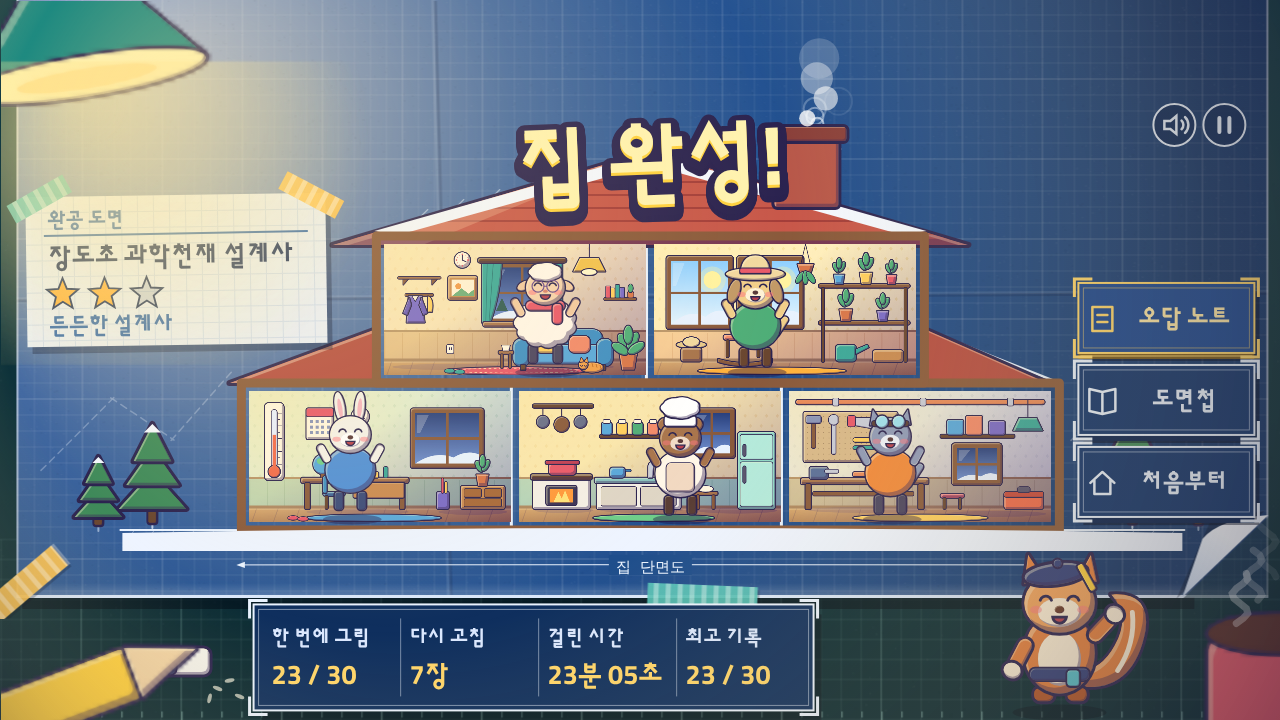 집 완성!
완공 도면
장도초 과학천재 설계사
든든한 설계사
오답 노트
도면첩
처음부터
집 단면도
한 번에 그림
23 / 30
다시 고침
7장
걸린 시간
23분 05초
최고 기록
23 / 30